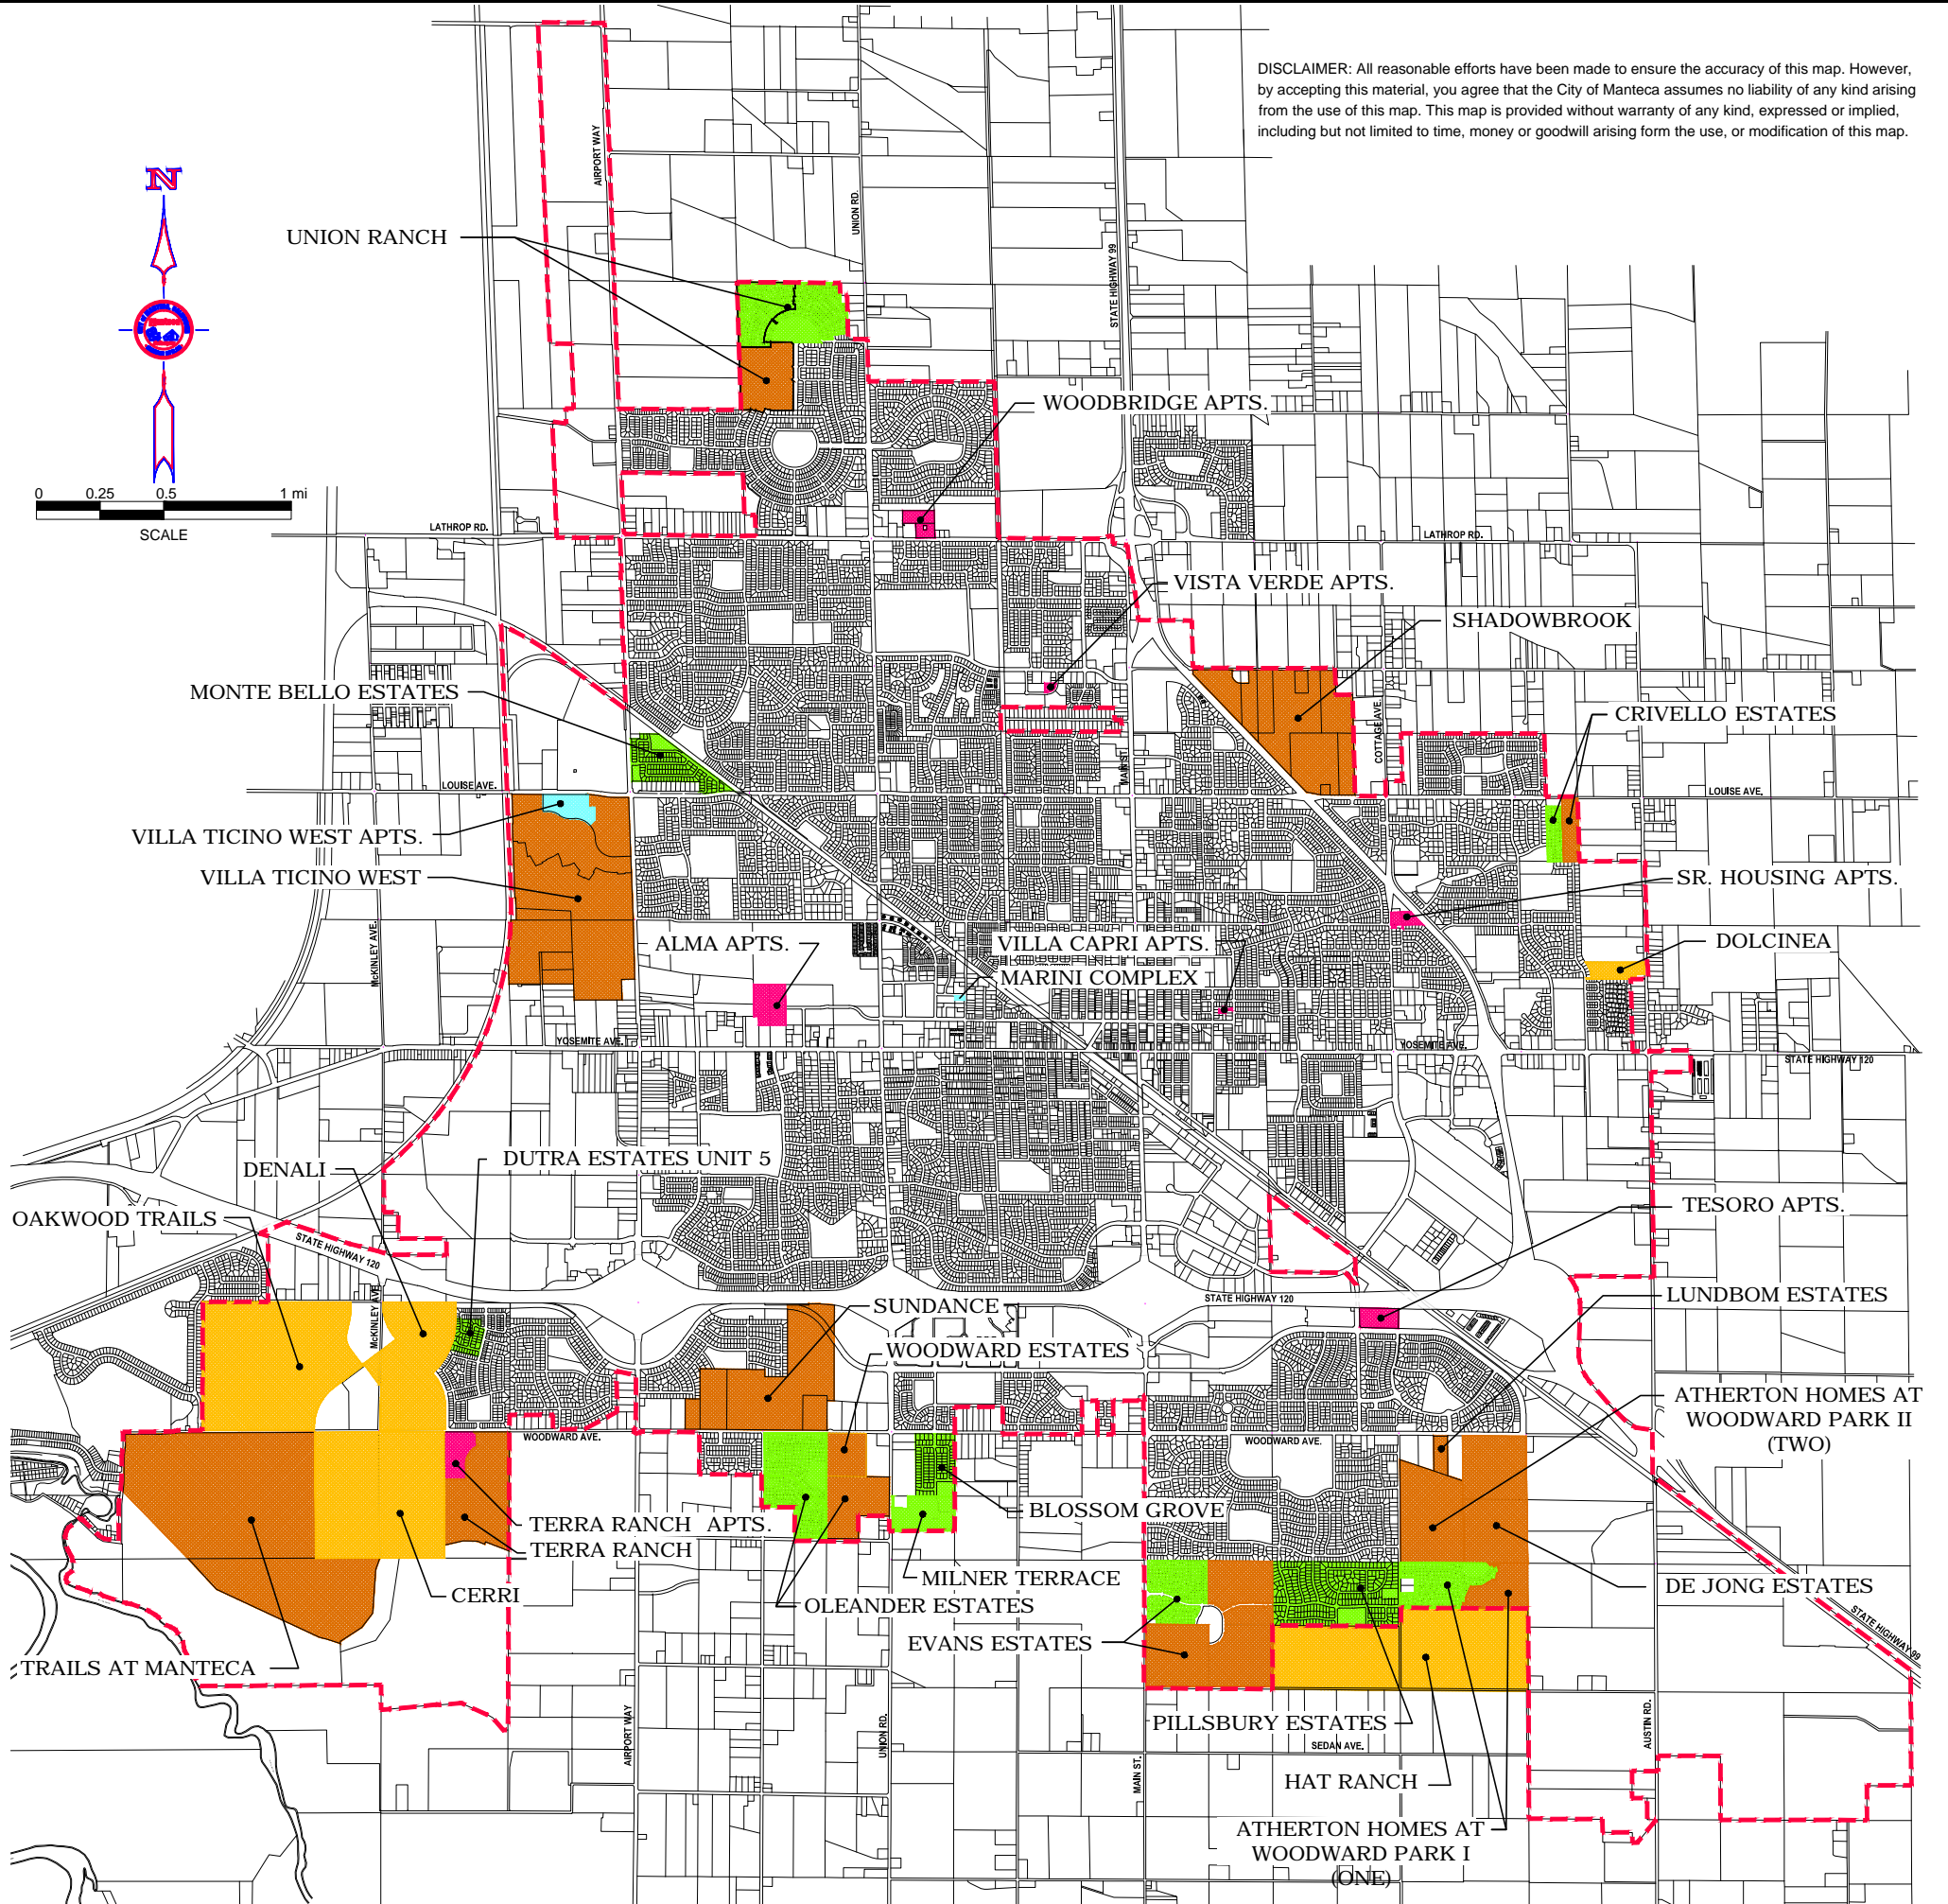 DISCLAIMER: All reasonable efforts have been made to ensure the accuracy of this map. However,
by accepting this material, you agree that the City of Manteca assumes no liability of any kind arising
from the use of this map. This map is provided without warranty of any kind, expressed or implied,
including but not limited to time, money or goodwill arising form the use, or modification of this map.
N
AIRPORT WAY
UNION RD.
STATE HIGHWAY 99
UNION RANCH
WOODBRIDGE APTS.
0 0.25 0.5 1 mi
SCALE
LATHROP RD.
LATHROP RD.
VISTA VERDE APTS.
SHADOWBROOK
MONTE BELLO ESTATES
COTTAGE AVE.
CRIVELLO ESTATES
MAIN ST.
LOUISE AVE.
LOUISE AVE.
VILLA TICINO WEST APTS.
VILLA TICINO WEST
SR. HOUSING APTS.
McKINLEY AVE.
ALMA APTS.
VILLA CAPRI APTS.
DOLCINEA
MARINI COMPLEX
YOSEMITE AVE.
YOSEMITE AVE.
STATE HIGHWAY 120
DENALI
DUTRA ESTATES UNIT 5
OAKWOOD TRAILS
TESORO APTS.
STATE HIGHWAY 120
McKINLEY AVE
STATE HIGHWAY 120
LUNDBOM ESTATES
SUNDANCE
WOODWARD ESTATES
ATHERTON HOMES AT
WOODWARD PARK II
(TWO)
WOODWARD AVE.
WOODWARD AVE.
BLOSSOM GROVE
TERRA RANCH APTS.
TERRA RANCH
MILNER TERRACE
CERRI
OLEANDER ESTATES
DE JONG ESTATES
EVANS ESTATES
STATE HIGHWAY 99
TRAILS AT MANTECA
AIRPORT WAY
UNION RD.
PILLSBURY ESTATES
AUSTIN RD.
SEDAN AVE.
MAIN ST.
HAT RANCH
ATHERTON HOMES AT
WOODWARD PARK I
(ONE)